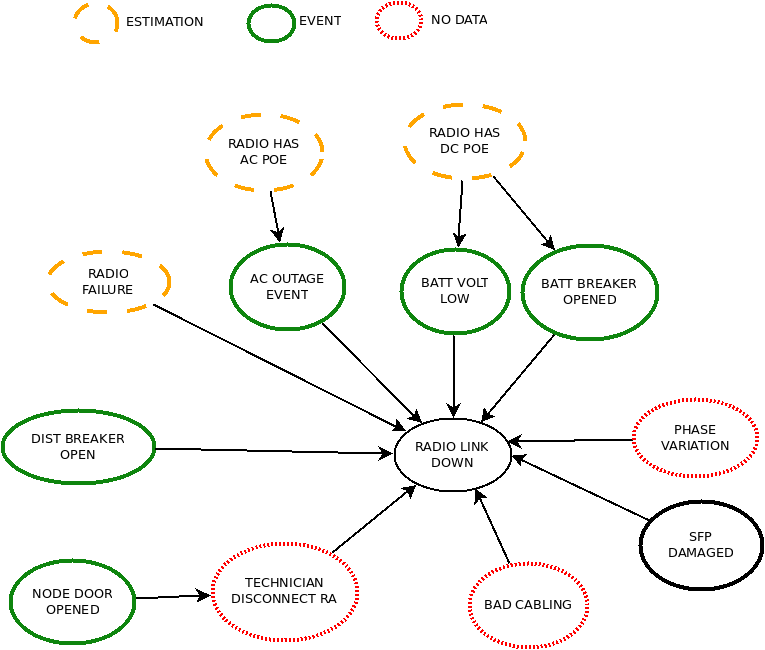 ESTIMATION
EVENT
NO DATA
RADIO HAS
AC POE
RADIO HAS
DC POE
RADIO
FAILURE
AC OUTAGE
EVENT
BATT VOLT
LOW
BATT BREAKER
OPENED
DIST BREAKER
OPEN
RADIO LINK
DOWN
PHASE
VARIATION
SFP
DAMAGED
NODE DOOR
OPENED
TECHNICIAN
DISCONNECT RA
BAD CABLING